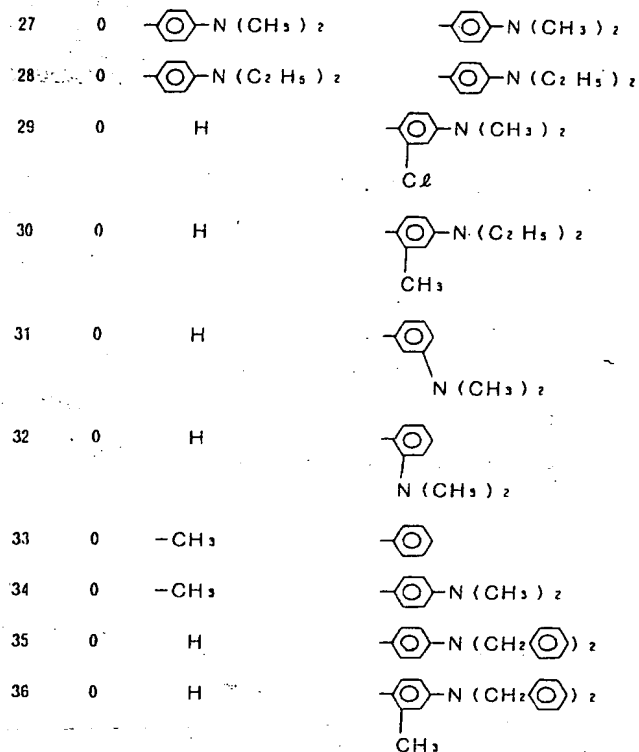 27 0 N (CH₃)₂ N (CH₃)₂
28 0 N (C₂H₅)₂ N (C₂H₅)₂
29 0 H N (CH₃)₂
Cl
30 0 H N (C₂H₅)₂
CH₃
31 0 H
N (CH₃)₂
32 0 H
N (CH₃)₂
33 0 −CH₃
34 0 −CH₃ N (CH₃)₂
35 0 H N (CH₂ )₂
36 0 H N (CH₂ )₂
CH₃